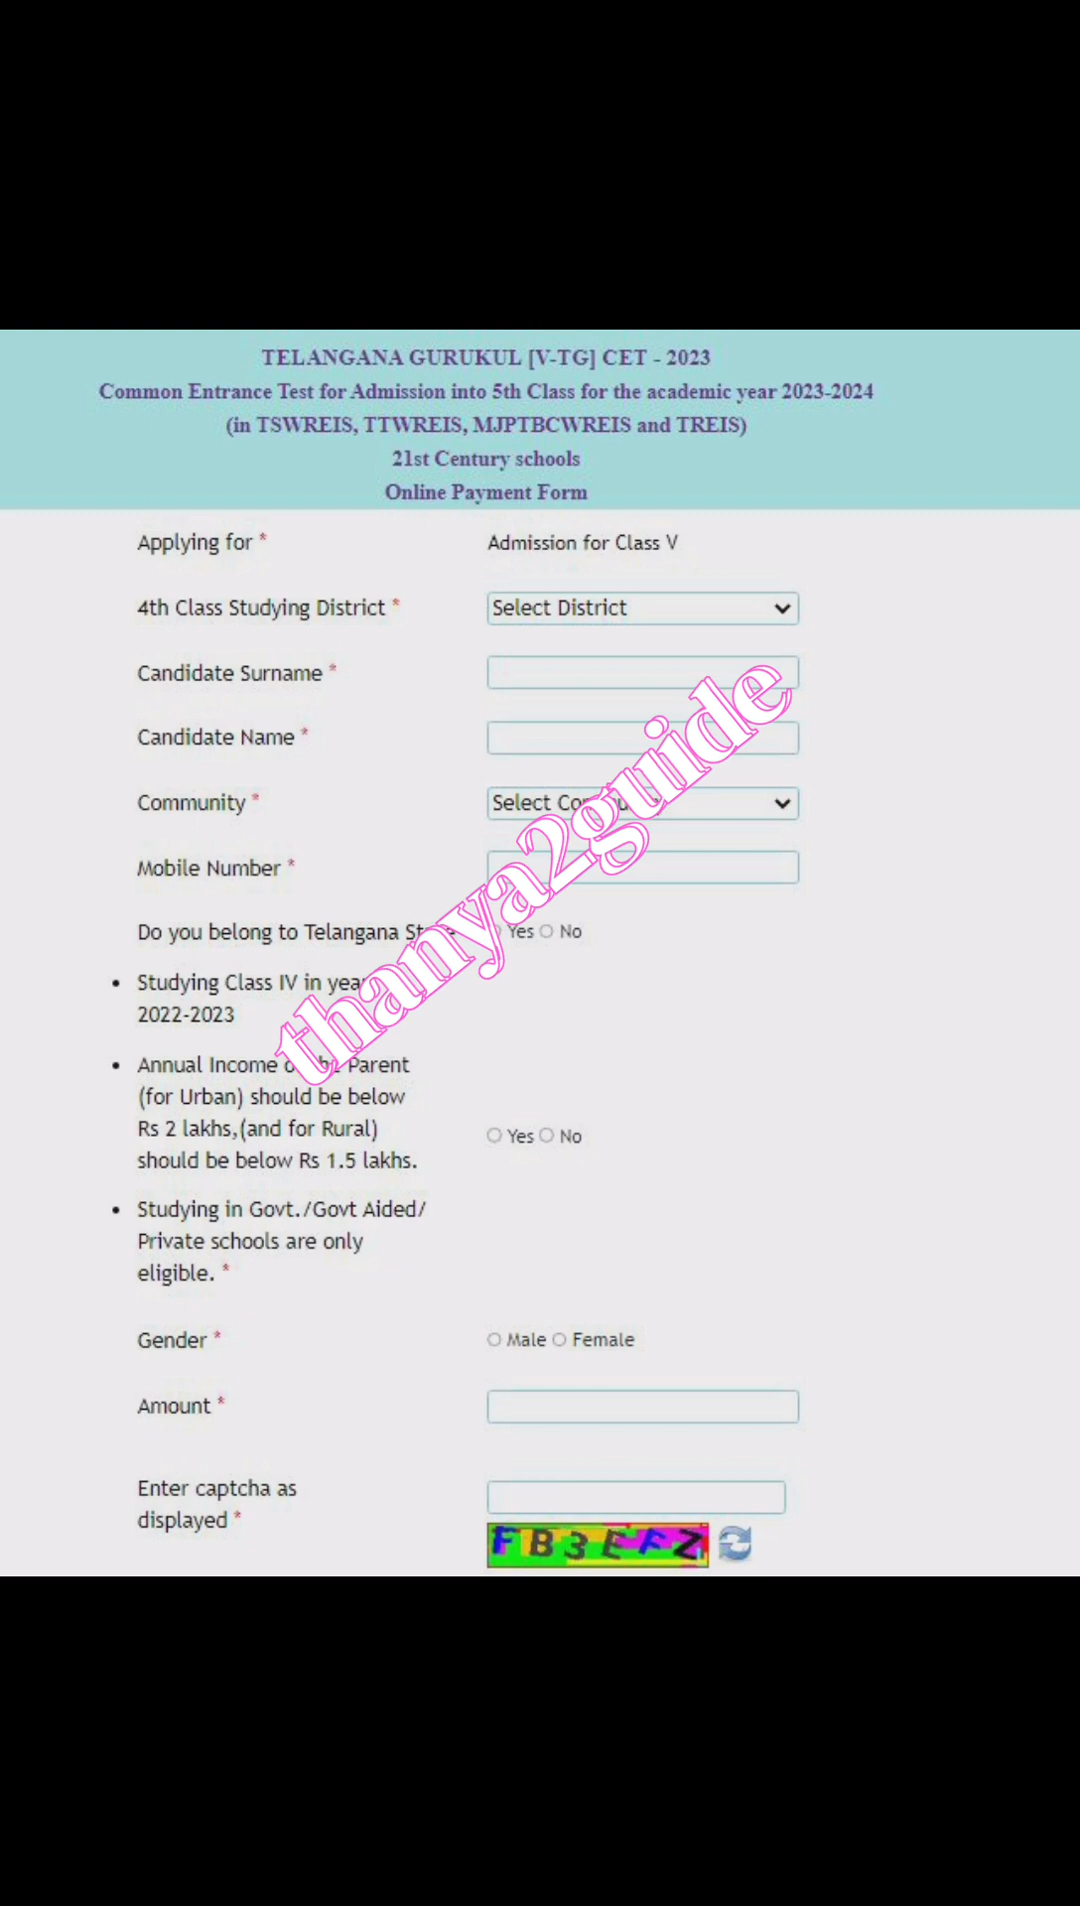 TELANGANA GURUKUL [V-TG] CET - 2023
Common Entrance Test for Admission into 5th Class for the academic year 2023-2024
(in TSWREIS, TTWREIS, MJPTBCWREIS and TREIS)
21st Century schools
Online Payment Form
Applying for * Admission for Class V
4th Class Studying District * Select District
Candidate Surname *
Candidate Name *
Community * Select
Mobile Number *
Do you belong to Telangana Yes No
• Studying Class IV in year
2022-2023
• Annual Income of the Parent
(for Urban) should be below
Rs 2 lakhs,(and for Rural)
should be below Rs 1.5 lakhs.
Yes No
• Studying in Govt./Govt Aided/
Private schools are only
eligible. *
Gender * Male Female
Amount *
Enter captcha as
displayed *
FB3EFZ
thanya2guide